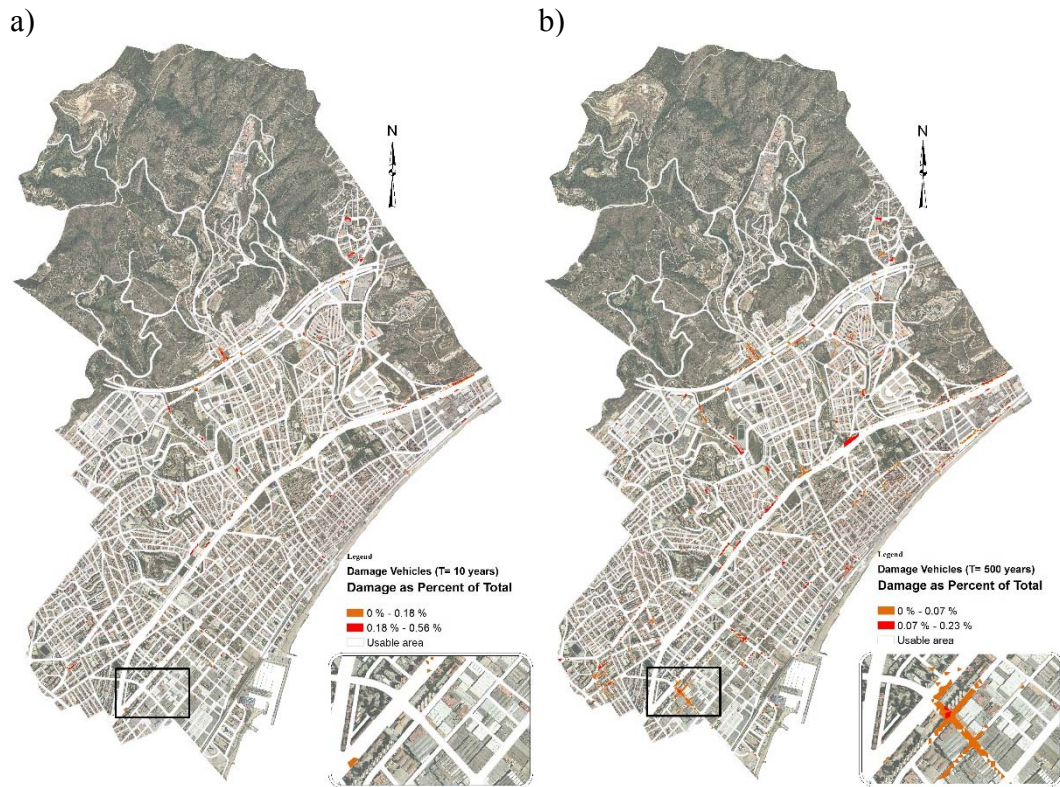 a)
b)
N
N
Legend
Damage Vehicles (T= 10 years)
Damage as Percent of Total
0 % - 0.18 %
0.18 % - 0.56 %
Usable area
Legend
Damage Vehicles (T= 500 years)
Damage as Percent of Total
0 % - 0.07 %
0.07 % - 0.23 %
Usable area